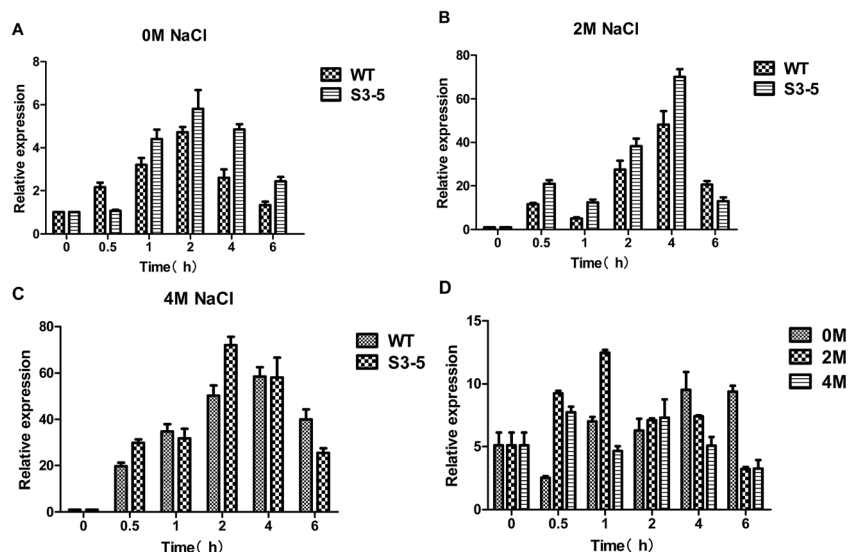 A
0M NaCl
WT
S3-5
Relative expression
8
6
4
2
0
0 0.5 1 2 4 6
Time( h)
B
2M NaCl
WT
S3-5
Relative expression
80
60
40
20
0
0 0.5 1 2 4 6
Time( h)
C
4M NaCl
WT
S3-5
Relative expression
80
60
40
20
0
0 0.5 1 2 4 6
Time( h)
D
0M
2M
4M
Relative expression
15
10
5
0
0 0.5 1 2 4 6
Time( h)